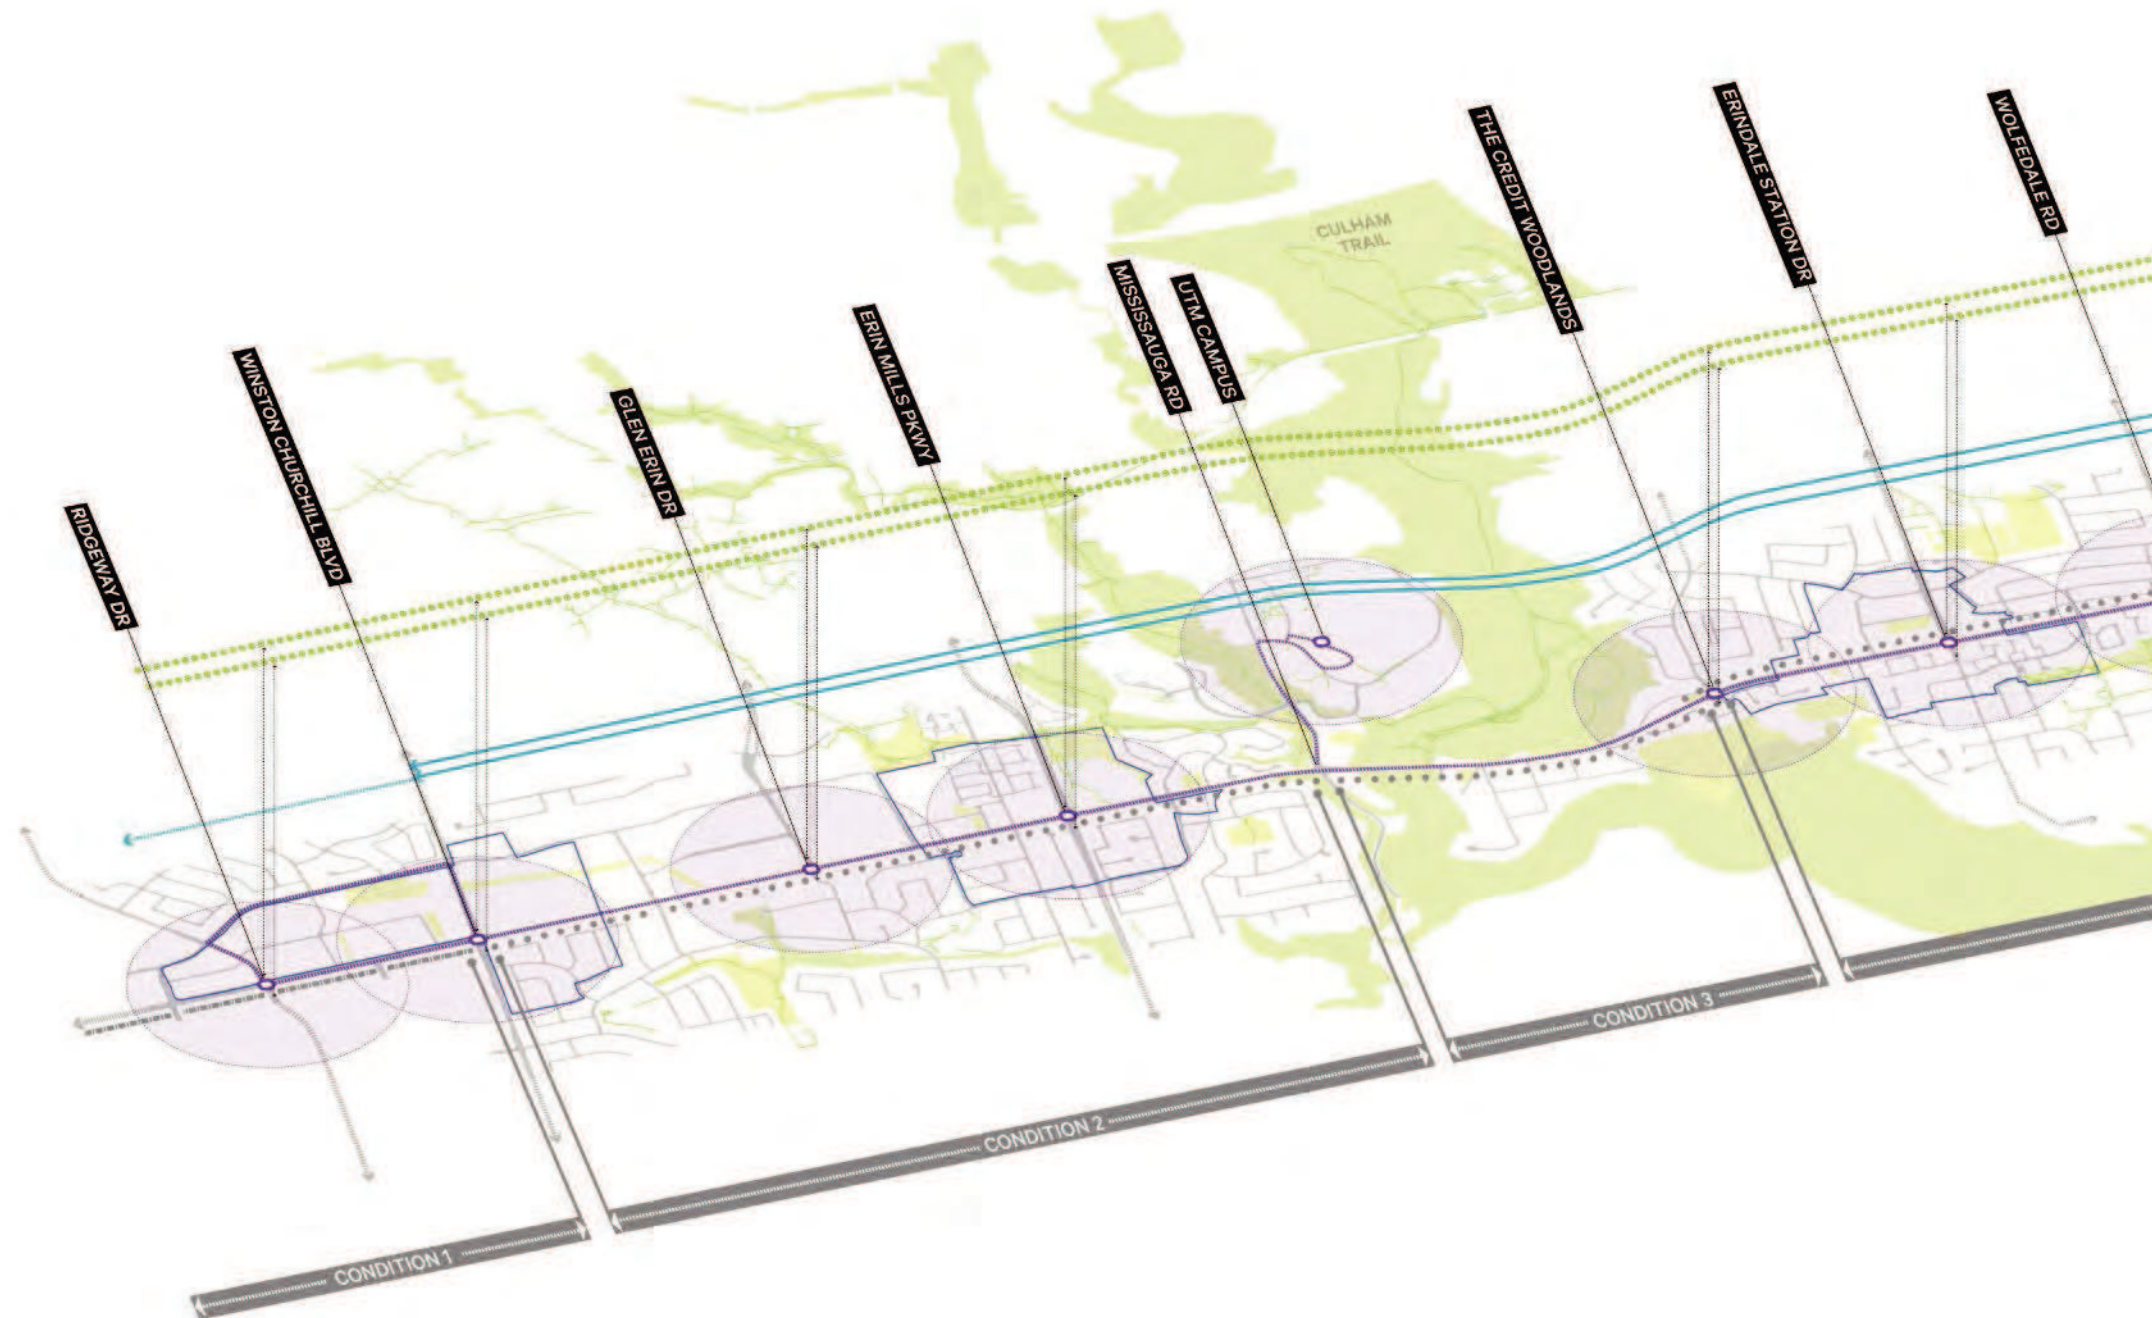 RIDGEWAY DR
WINSTON CHURCHILL BLVD
GLEN ERIN DR
ERIN MILLS PKWY
MISSISSAUGA RD
UTM CAMPUS
CULHAM
TRAIL
THE CREDIT WOODLANDS
ERINDALE STATION DR
WOLFEDALE RD
CONDITION 1
CONDITION 2
CONDITION 3